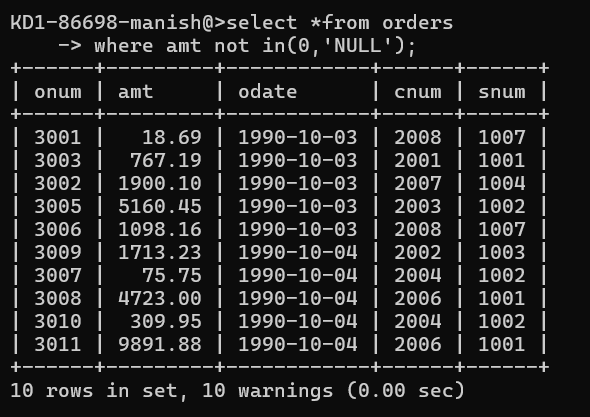 KD1-86698-manish@>select *from orders
    -> where amt not in(0,'NULL');
+------+---------+------------+------+------+
| onum | amt     | odate      | cnum | snum |
+------+---------+------------+------+------+
| 3001 |   18.69 | 1990-10-03 | 2008 | 1007 |
| 3003 |  767.19 | 1990-10-03 | 2001 | 1001 |
| 3002 | 1900.10 | 1990-10-03 | 2007 | 1004 |
| 3005 | 5160.45 | 1990-10-03 | 2003 | 1002 |
| 3006 | 1098.16 | 1990-10-03 | 2008 | 1007 |
| 3009 | 1713.23 | 1990-10-04 | 2002 | 1003 |
| 3007 |   75.75 | 1990-10-04 | 2004 | 1002 |
| 3008 | 4723.00 | 1990-10-04 | 2006 | 1001 |
| 3010 |  309.95 | 1990-10-04 | 2004 | 1002 |
| 3011 | 9891.88 | 1990-10-04 | 2006 | 1001 |
+------+---------+------------+------+------+
10 rows in set, 10 warnings (0.00 sec)